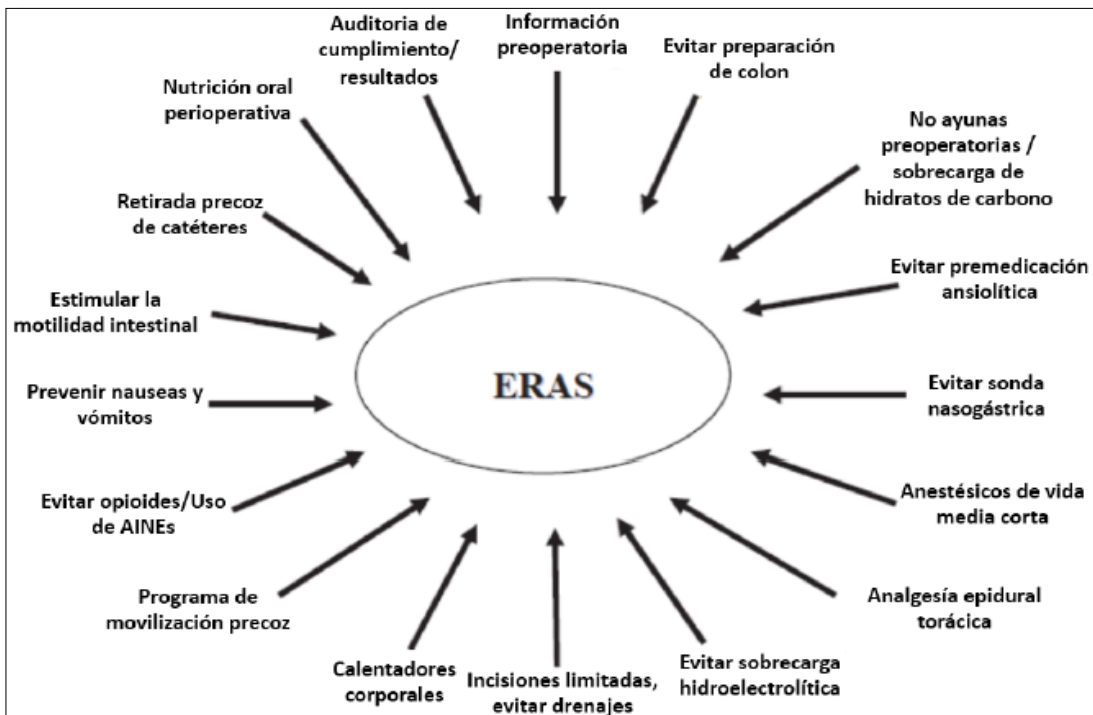 Información
preoperatoria
Evitar preparación
de colon
No ayunas
preoperatorias /
sobrecarga de
hidratos de carbono
Evitar premedicación
ansiolítica
Evitar sonda
nasogástrica
Anestésicos de vida
media corta
Analgesía epidural
torácica
Evitar sobrecarga
hidroelectrolítica
Incisiones limitadas,
evitar drenajes
Calentadores
corporales
Programa de
movilización precoz
Evitar opioides/Uso
de AINEs
Prevenir nauseas y
vómitos
Estimular la
motilidad intestinal
Retirada precoz
de catéteres
Nutrición oral
perioperativa
Auditoria de
cumplimiento/
resultados
ERAS